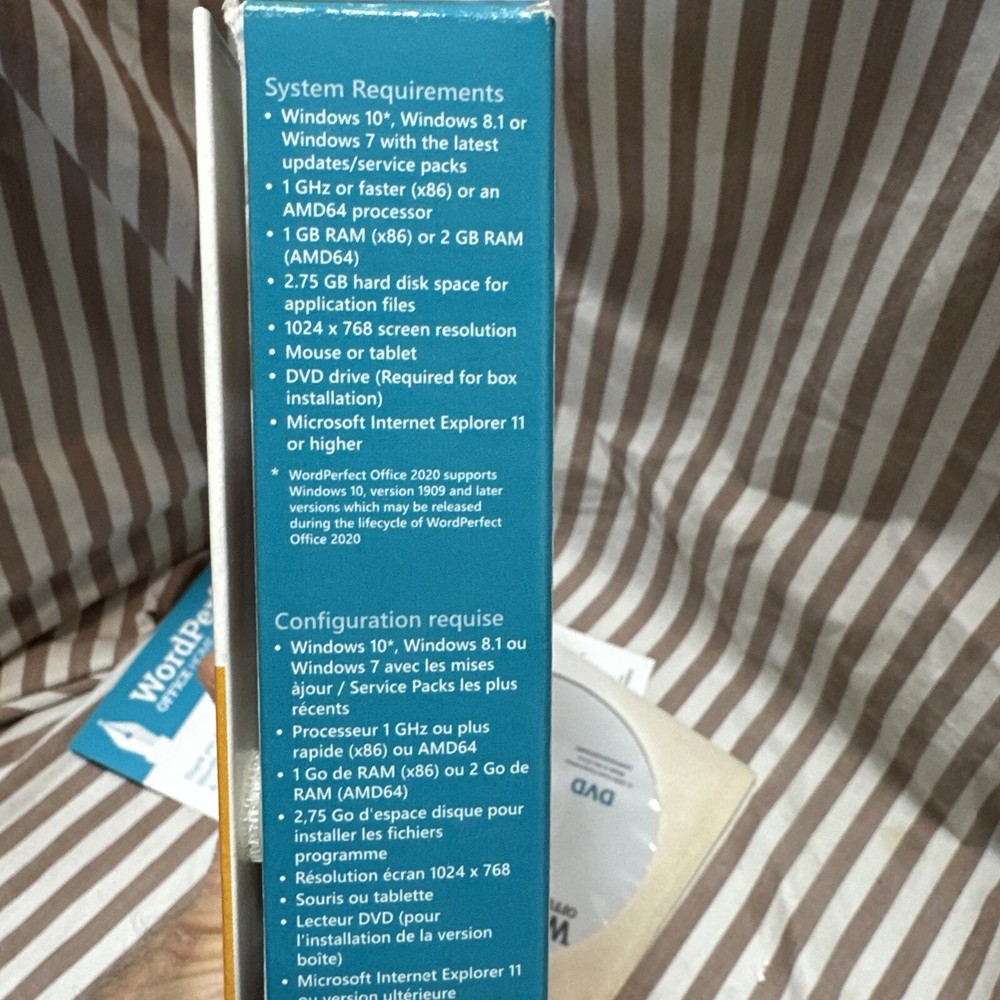 System Requirements
• Windows 10*, Windows 8.1 or
Windows 7 with the latest
updates/service packs
• 1 GHz or faster (x86) or an
AMD64 processor
• 1 GB RAM (x86) or 2 GB RAM
(AMD64)
• 2.75 GB hard disk space for
application files
• 1024 x 768 screen resolution
• Mouse or tablet
• DVD drive (Required for box
installation)
• Microsoft Internet Explorer 11
or higher
* WordPerfect Office 2020 supports
Windows 10, version 1909 and later
versions which may be released
during the lifecycle of WordPerfect
Office 2020
Configuration requise
• Windows 10*, Windows 8.1 ou
Windows 7 avec les mises
àjour / Service Packs les plus
récents
• Processeur 1 GHz ou plus
rapide (x86) ou AMD64
• 1 Go de RAM (x86) ou 2 Go de
RAM (AMD64)
• 2,75 Go d'espace disque pour
installer les fichiers
programme
• Résolution écran 1024 x 768
• Souris ou tablette
• Lecteur DVD (pour
l'installation de la version
boîte)
• Microsoft Internet Explorer 11
ou version ultérieure
WordPe
OFFICE HOM
DVD